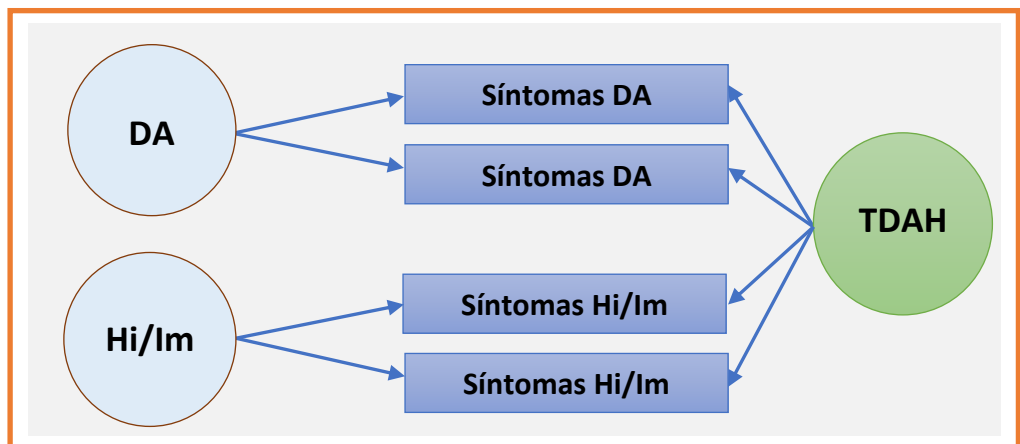 DA
Síntomas DA
Síntomas DA
TDAH
Hi/Im
Síntomas Hi/Im
Síntomas Hi/Im